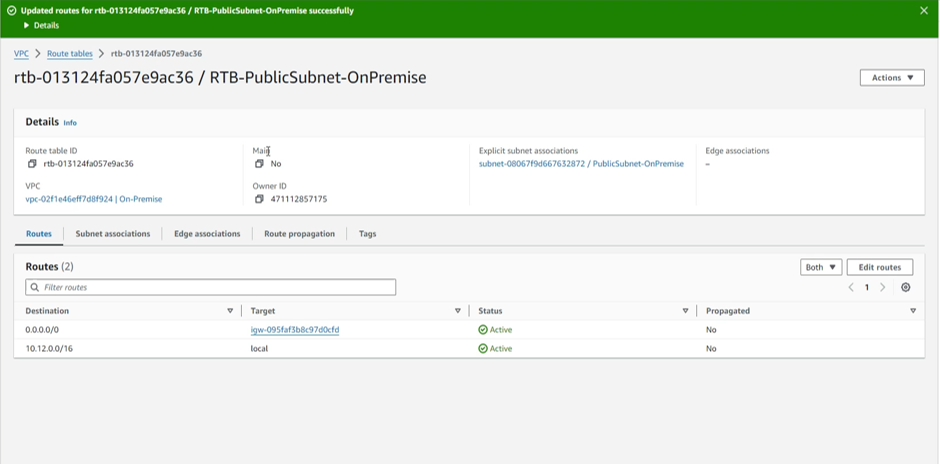 Updated routes for rtb-013124fa057e9ac36 / RTB-PublicSubnet-OnPremise successfully
Details
VPC > Route tables > rtb-013124fa057e9ac36
rtb-013124fa057e9ac36 / RTB-PublicSubnet-OnPremise
Actions
Details Info
Route table ID
rtb-013124fa057e9ac36
Main
No
Explicit subnet associations
subnet-08067f9d667632872 / PublicSubnet-OnPremise
Edge associations
–
VPC
vpc-02f1e46eff7d8f924 | On-Premise
Owner ID
471112857175
Routes Subnet associations Edge associations Route propagation Tags
Routes (2)
Both Edit routes
Filter routes
1
Destination Target Status Propagated
0.0.0.0/0 igw-095faf3b8c97d0cfd Active No
10.12.0.0/16 local Active No